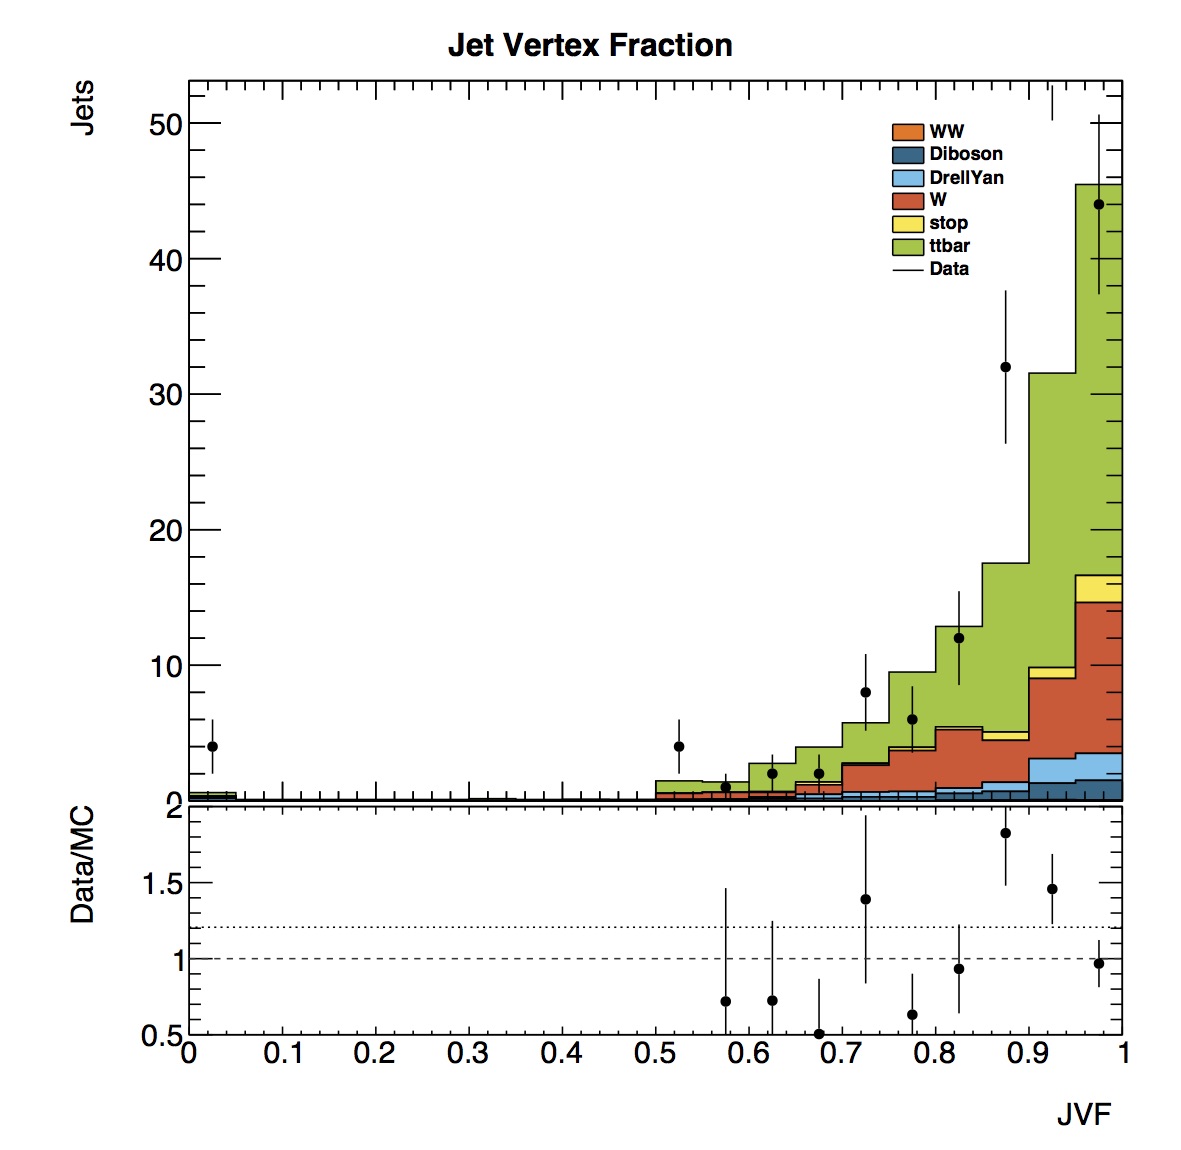 Jet Vertex Fraction
Jets
50
40
30
20
10
0
WW
Diboson
DrellYan
W
stop
ttbar
Data
Data/MC
2
1.5
1
0.5
0 0.1 0.2 0.3 0.4 0.5 0.6 0.7 0.8 0.9 1
JVF